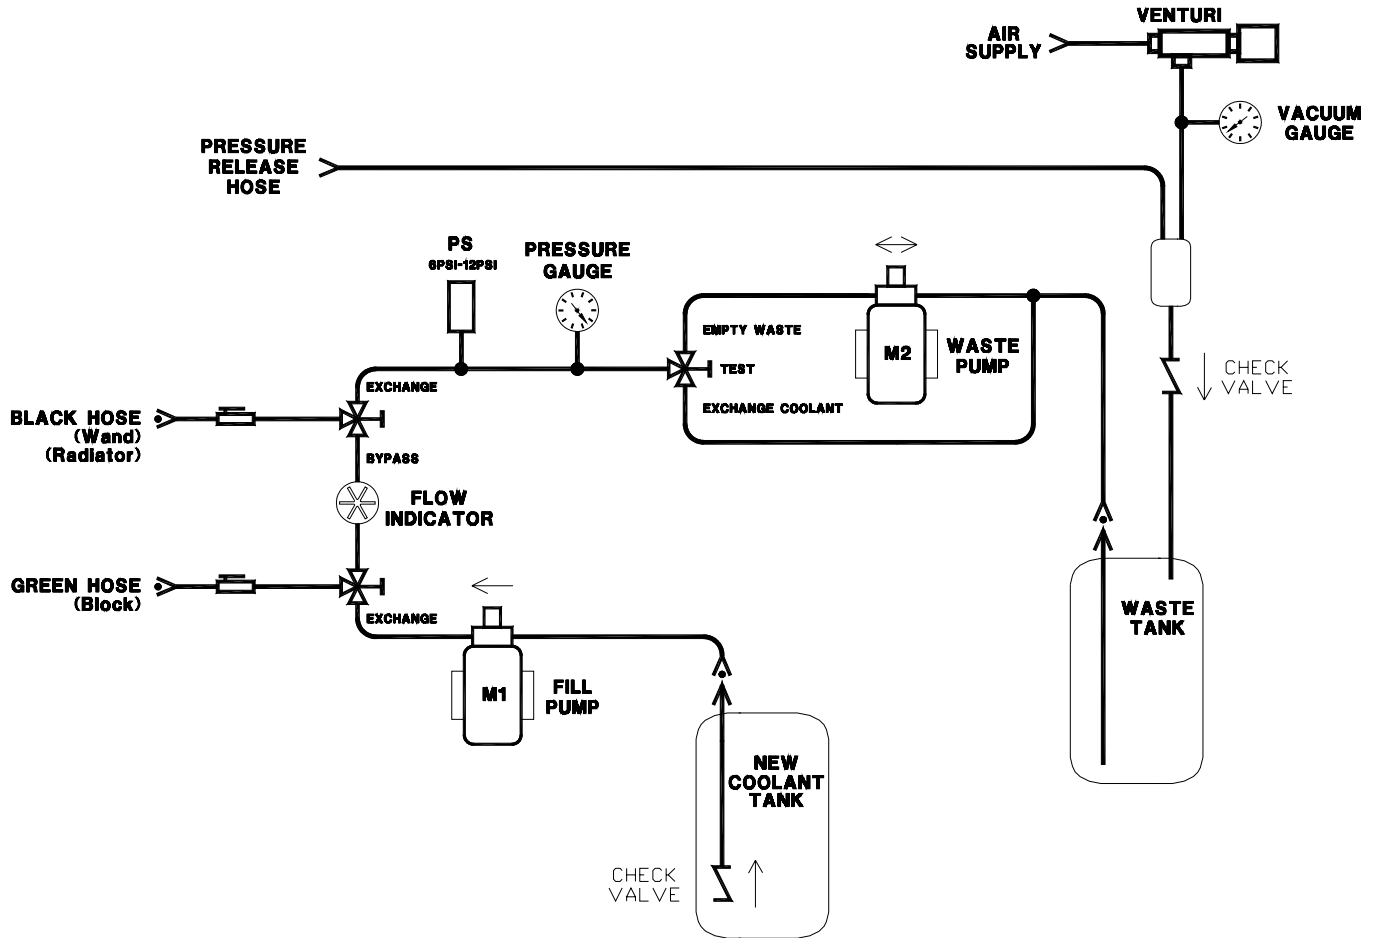 VENTURI
AIR
SUPPLY
VACUUM
GAUGE
PRESSURE
RELEASE
HOSE
PS
6PSI-12PSI
PRESSURE
GAUGE
EMPTY WASTE
M2
WASTE
PUMP
TEST
CHECK
VALVE
EXCHANGE
EXCHANGE COOLANT
BLACK HOSE
(Wand)
(Radiator)
BYPASS
FLOW
INDICATOR
GREEN HOSE
(Block)
EXCHANGE
WASTE
TANK
M1
FILL
PUMP
NEW
COOLANT
TANK
CHECK
VALVE